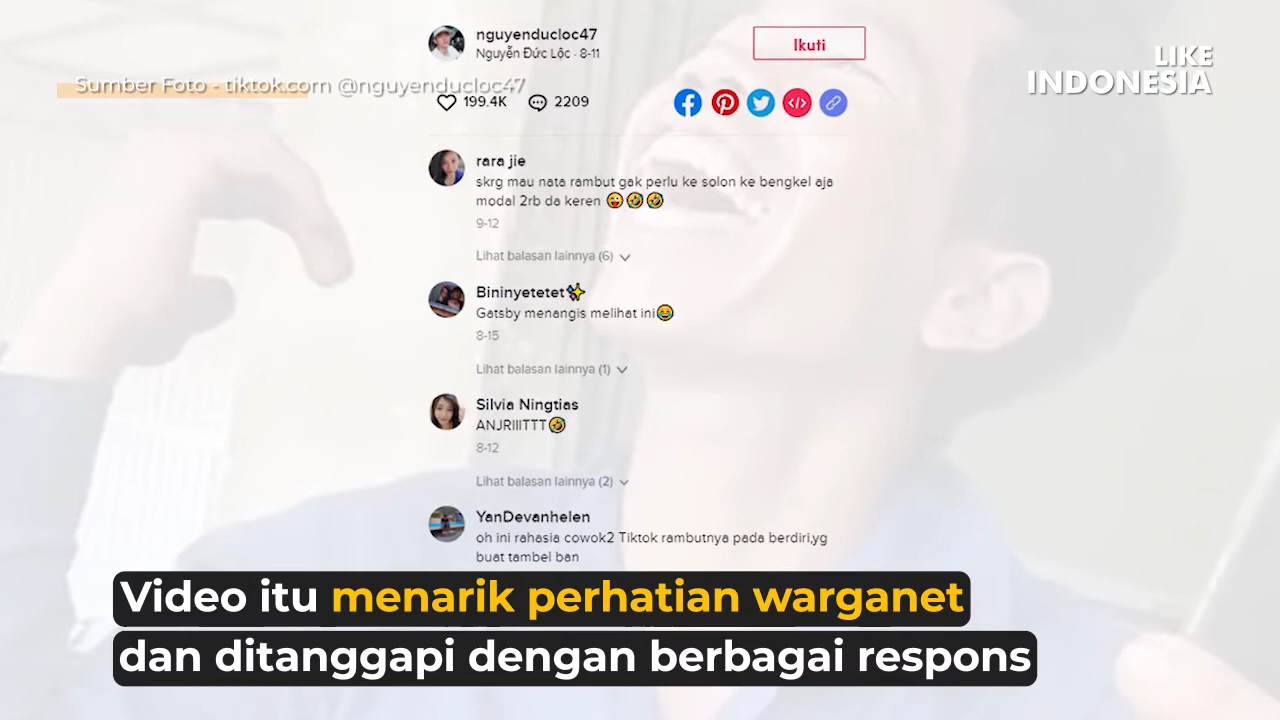 nguyenducloc47
Nguyễn Đức Lộc · 8-11
Ikuti
LIKE
INDONESIA
Sumber Foto - tiktok.com @nguyenducloc47
199.4K 2209
rara jie
skrg mau nata rambut gak perlu ke solon ke bengkel aja
modal 2rb da keren 😜🤣🤣
9-12
Lihat balasan lainnya (6)
Bininyetetet✨
Gatsby menangis melihat ini😂
8-15
Lihat balasan lainnya (1)
Silvia Ningtias
ANJRIIITTT🤣
8-12
Lihat balasan lainnya (2)
YanDevanhelen
oh ini rahasia cowok2 Tiktok rambutnya pada berdiri,yg
buat tambel ban
Video itu menarik perhatian warganet
dan ditanggapi dengan berbagai respons